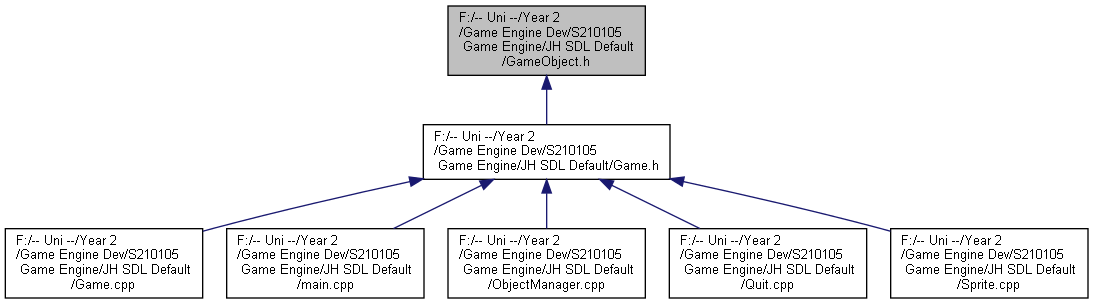 F:/-- Uni --/Year 2
/Game Engine Dev/S210105
Game Engine/JH SDL Default
/GameObject.h
F:/-- Uni --/Year 2
/Game Engine Dev/S210105
Game Engine/JH SDL Default/Game.h
F:/-- Uni --/Year 2
/Game Engine Dev/S210105
Game Engine/JH SDL Default
/Game.cpp
F:/-- Uni --/Year 2
/Game Engine Dev/S210105
Game Engine/JH SDL Default
/main.cpp
F:/-- Uni --/Year 2
/Game Engine Dev/S210105
Game Engine/JH SDL Default
/ObjectManager.cpp
F:/-- Uni --/Year 2
/Game Engine Dev/S210105
Game Engine/JH SDL Default
/Quit.cpp
F:/-- Uni --/Year 2
/Game Engine Dev/S210105
Game Engine/JH SDL Default
/Sprite.cpp